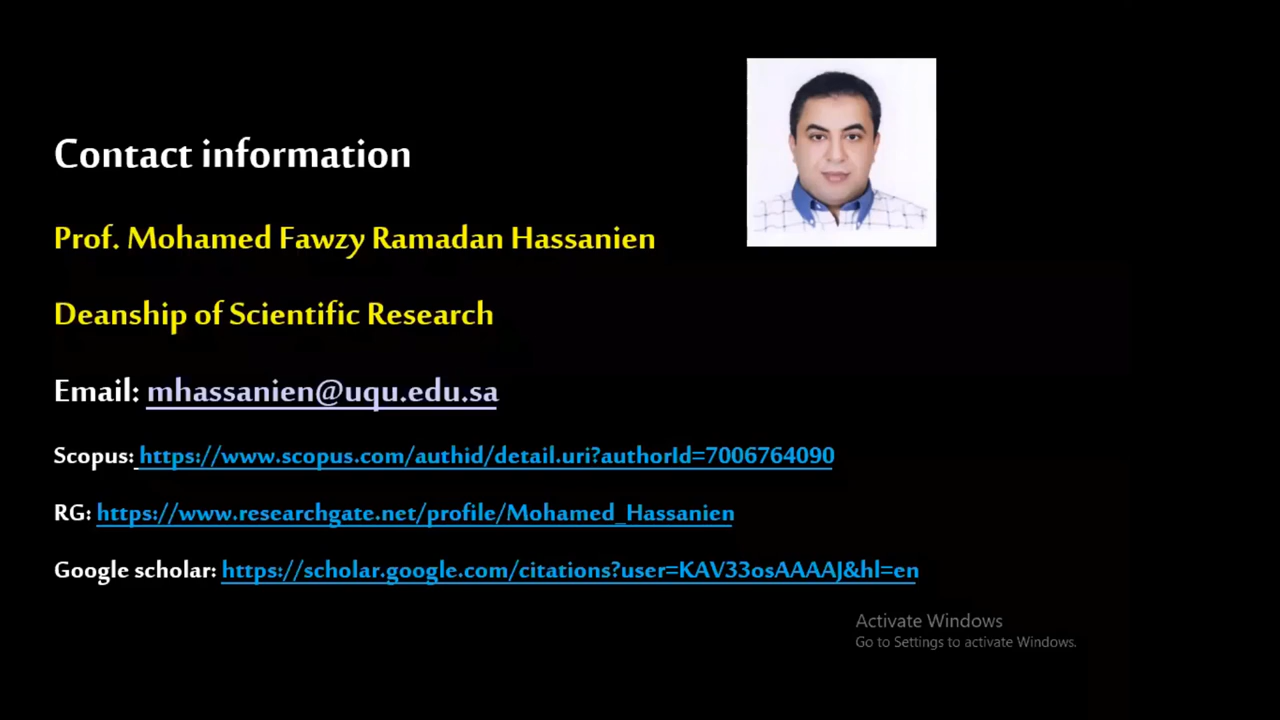 Contact information
Prof. Mohamed Fawzy Ramadan Hassanien
Deanship of Scientific Research
Email: mhassanien@uqu.edu.sa
Scopus: https://www.scopus.com/authid/detail.uri?authorId=7006764090
RG: https://www.researchgate.net/profile/Mohamed_Hassanien
Google scholar: https://scholar.google.com/citations?user=KAV33osAAAAJ&hl=en
Activate Windows
Go to Settings to activate Windows.